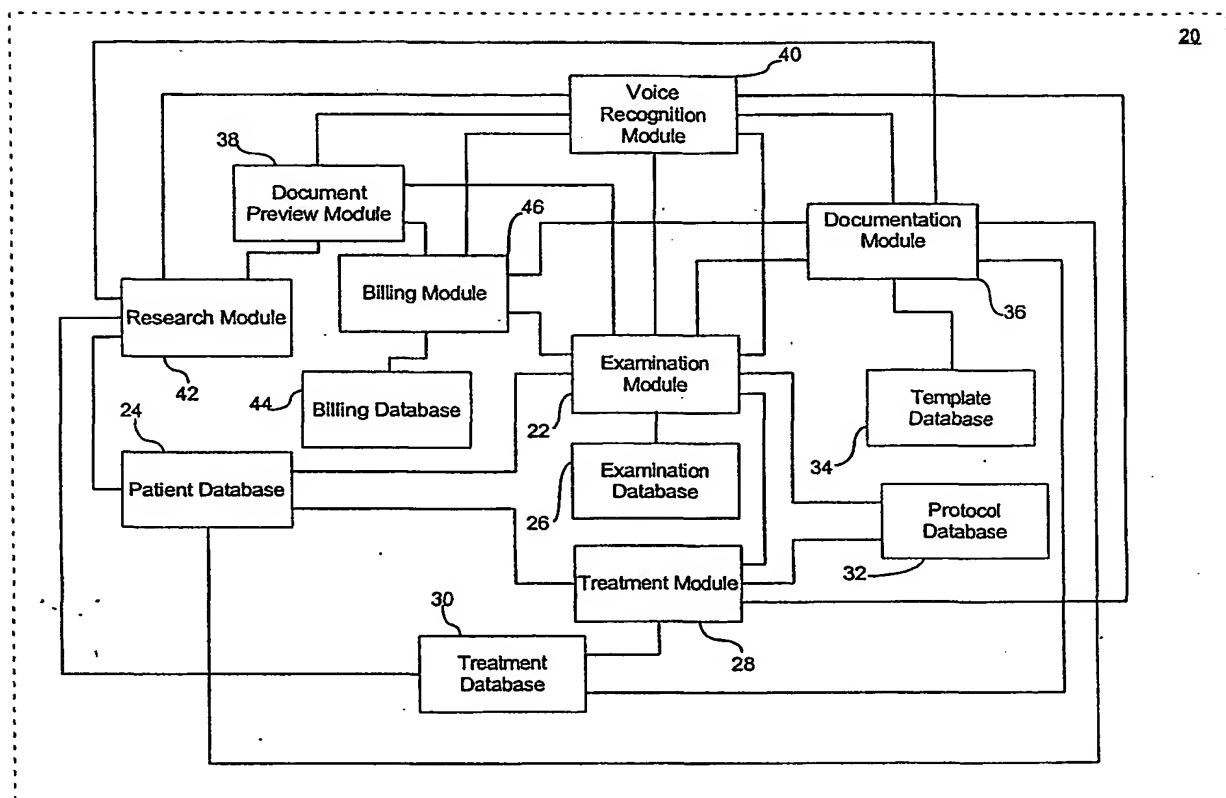 20
40
Voice
Recognition
Module
38
Document
Preview Module
46
Documentation
Module
Billing Module
36
Research Module
42
Examination
Module
22
44
Billing Database
Template
Database
34
24
Patient Database
Examination
Database
26
Protocol
Database
32
Treatment Module
28
30
Treatment
Database